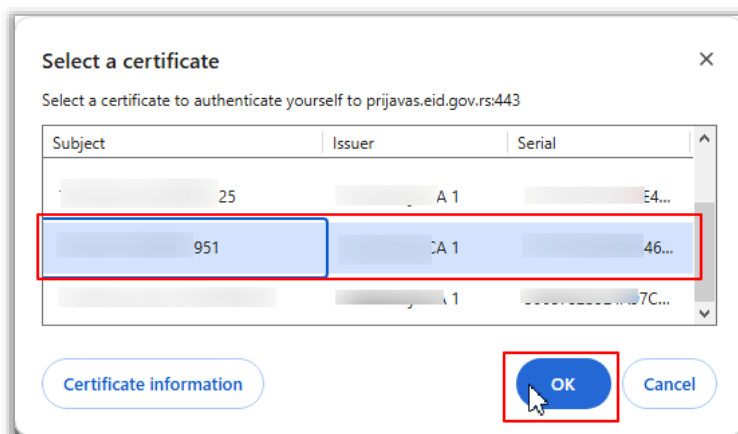 Select a certificate
Select a certificate to authenticate yourself to prijavas.eid.gov.rs:443
Subject Issuer Serial
25 A 1 E4...
951 CA 1 46...
1 7C...
Certificate information OK Cancel